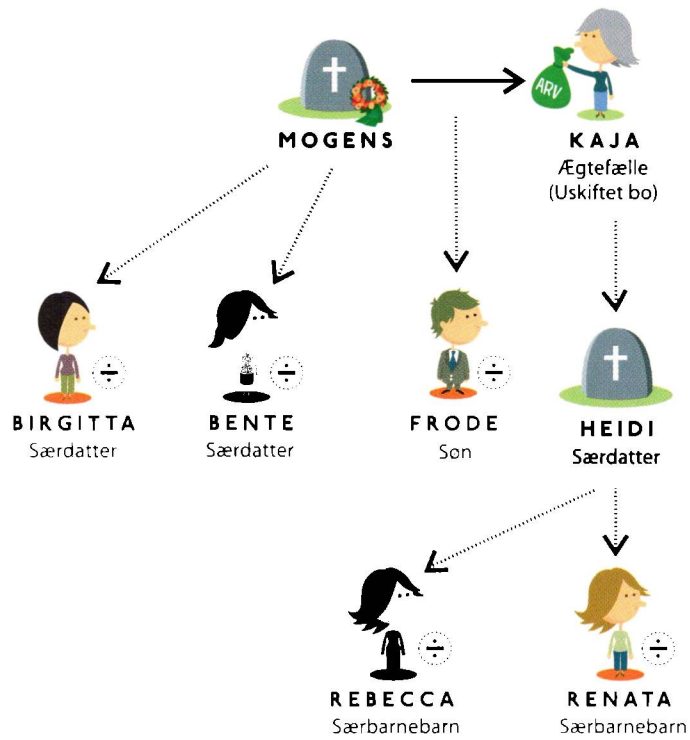 ARV
MOGENS
KAJA
Ægtefælle
(Uskiftet bo)
÷
÷
÷
BIRGITTA
Særdatter
BENTE
Særdatter
FRODE
Søn
HEIDI
Særdatter
÷
÷
REBECCA
Særbarnebarn
RENATA
Særbarnebarn